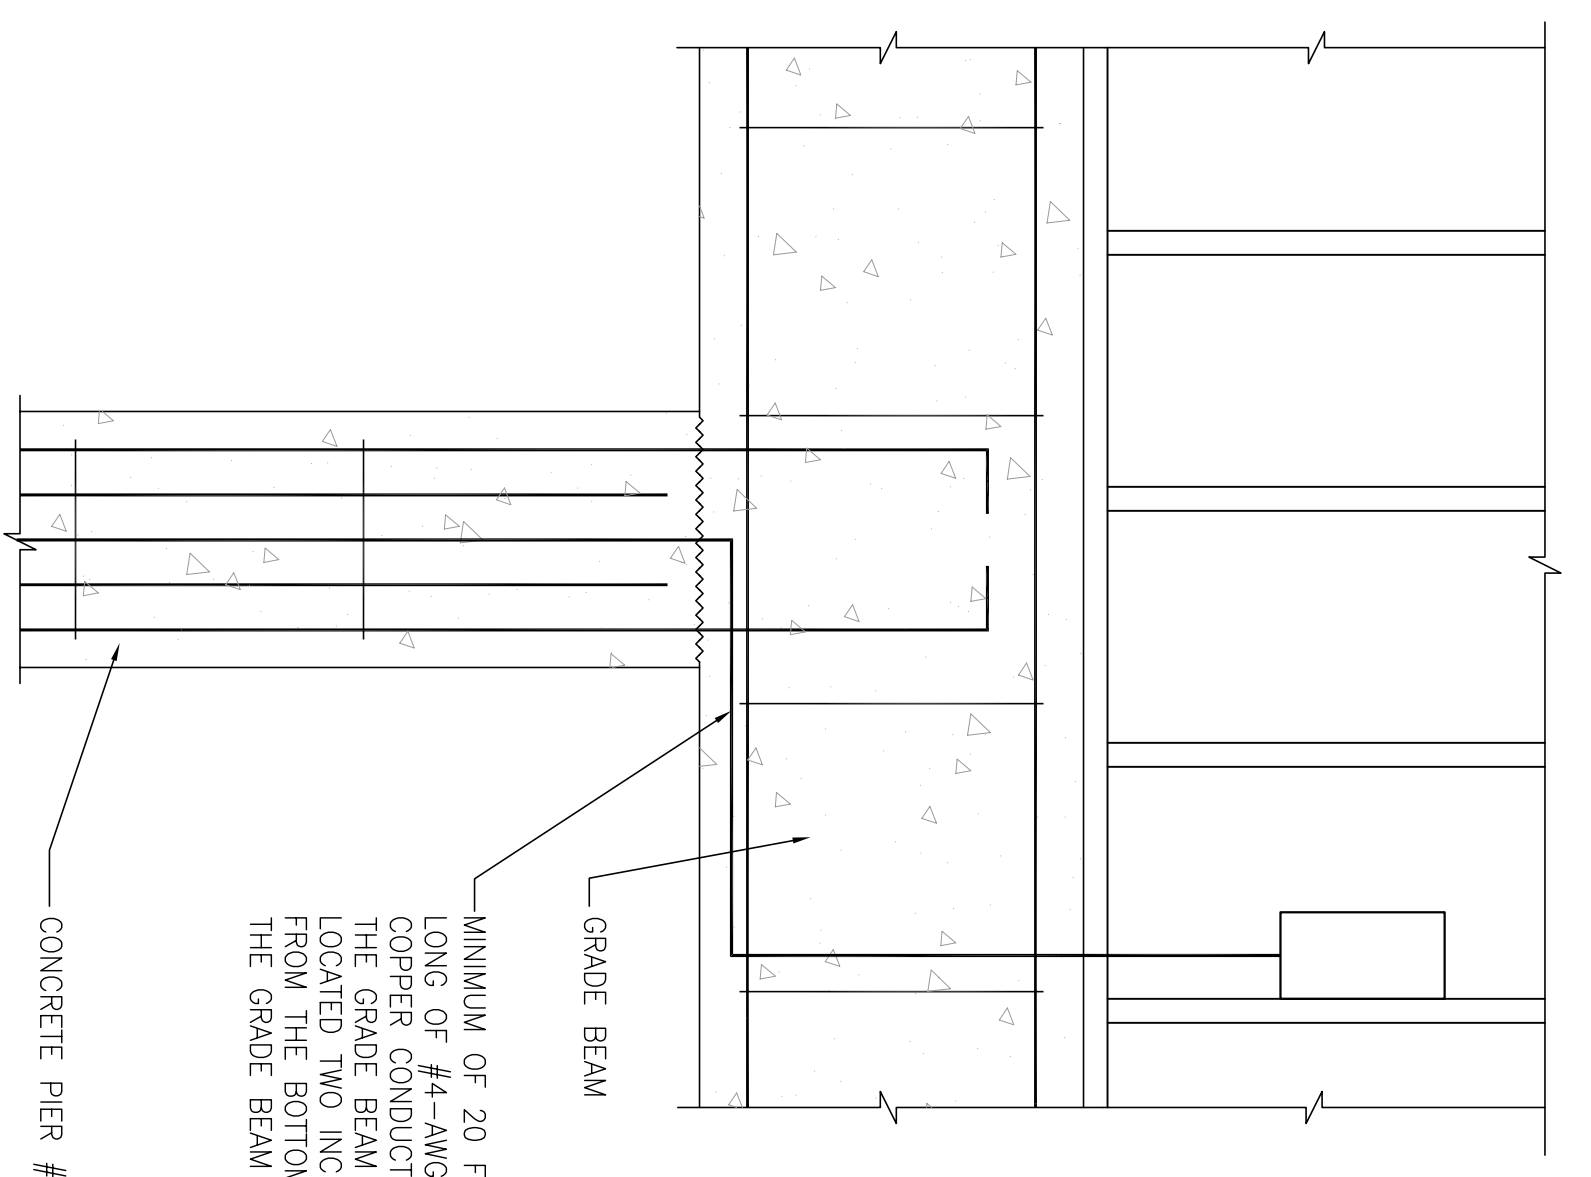 GRADE BEAM
MINIMUM OF 20 F
LONG OF #4-AWG
COPPER CONDUCT
THE GRADE BEAM
LOCATED TWO INC
FROM THE BOTTOM
THE GRADE BEAM
CONCRETE PIER #